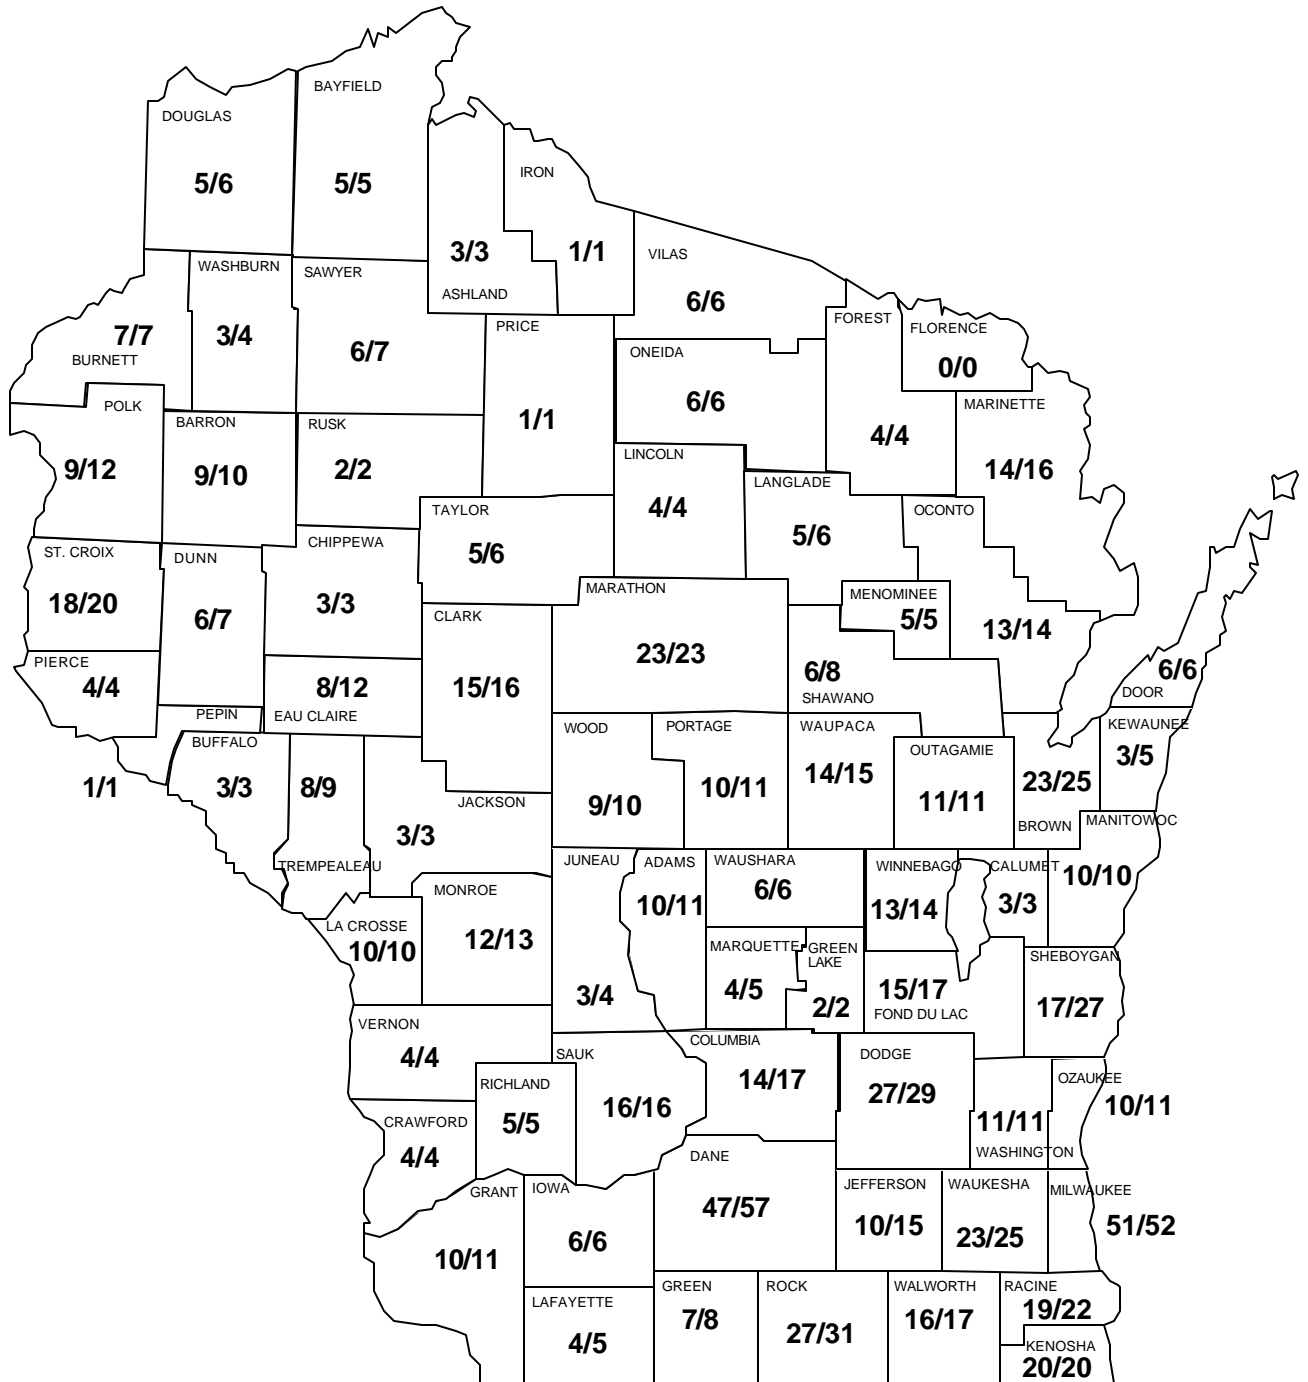 BAYFIELD
DOUGLAS
5/6
5/5
IRON
3/3
1/1
ASHLAND
VILAS
6/6
WASHBURN
SAWYER
7/7
BURNETT
3/4
6/7
PRICE
1/1
ONEIDA
6/6
FOREST
4/4
FLORENCE
0/0
MARINETTE
14/16
POLK
9/12
BARRON
9/10
RUSK
2/2
LINCOLN
4/4
LANGLADE
5/6
OCONTO
13/14
TAYLOR
5/6
ST. CROIX
18/20
DUNN
6/7
CHIPPEWA
3/3
CLARK
15/16
MARATHON
23/23
MENOMINEE
5/5
6/8
SHAWANO
6/6
DOOR
PIERCE
4/4
8/12
EAU CLAIRE
PEPIN
1/1
BUFFALO
3/3
8/9
TREMPEALEAU
JACKSON
3/3
WOOD
9/10
PORTAGE
10/11
WAUPACA
14/15
OUTAGAMIE
11/11
23/25
BROWN
KEWAUNEE
3/5
MANITOWOC
10/10
JUNEAU
3/4
ADAMS
10/11
WAUSHARA
6/6
WINNEBAGO
13/14
CALUMET
3/3
MONROE
12/13
LA CROSSE
10/10
MARQUETTE
4/5
GREEN
LAKE
2/2
15/17
FOND DU LAC
SHEBOYGAN
17/27
VERNON
4/4
SAUK
16/16
COLUMBIA
14/17
DODGE
27/29
11/11
WASHINGTON
OZAUKEE
10/11
RICHLAND
5/5
CRAWFORD
4/4
DANE
47/57
JEFFERSON
10/15
WAUKESHA
23/25
MILWAUKEE
51/52
GRANT
10/11
IOWA
6/6
LAFAYETTE
4/5
GREEN
7/8
ROCK
27/31
WALWORTH
16/17
RACINE
19/22
KENOSHA
20/20